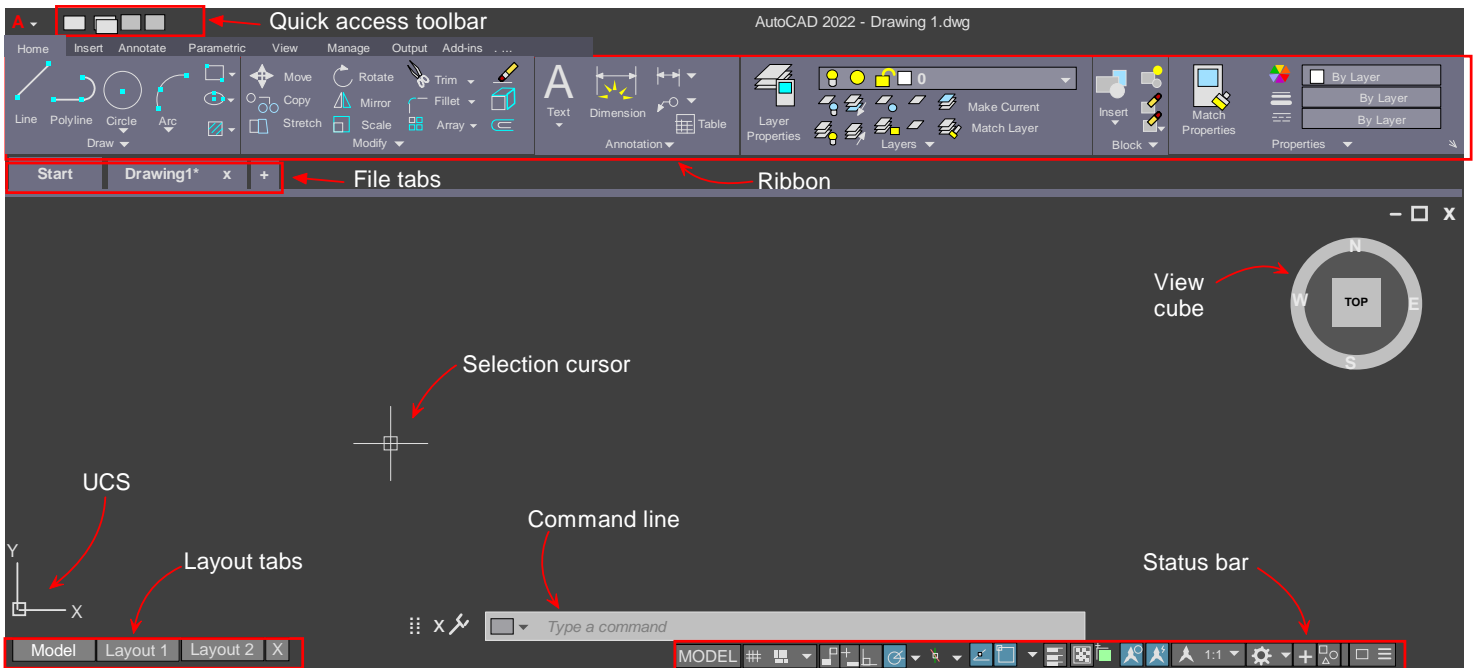 A
Quick access toolbar
AutoCAD 2022 - Drawing 1.dwg
Home Insert Annotate Parametric View Manage Output Add-ins . ...
Line Polyline Circle Arc
Draw
Move Rotate Trim
Copy Mirror Fillet
Stretch Scale Array
Modify
A
Text Dimension Table
Annotation
Layer
Properties
0
Make Current
Match Layer
Layers
Insert
Block
Match
Properties
By Layer
By Layer
By Layer
Properties
Start Drawing1* x +
File tabs
Ribbon
X
View
cube
N
W TOP E
S
Selection cursor
UCS
Command line
Y
Layout tabs
Status bar
X
X
Type a command
Model Layout 1 Layout 2 X
MODEL 1:1